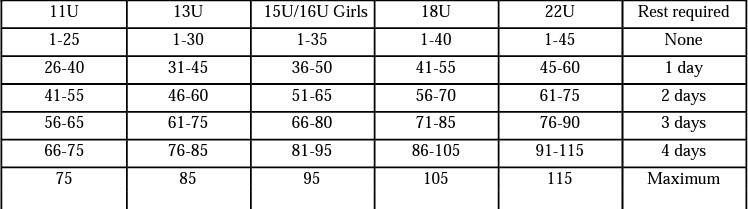 11U 13U 15U/16U Girls 18U 22U Rest required
1-25 1-30 1-35 1-40 1-45 None
26-40 31-45 36-50 41-55 45-60 1 day
41-55 46-60 51-65 56-70 61-75 2 days
56-65 61-75 66-80 71-85 76-90 3 days
66-75 76-85 81-95 86-105 91-115 4 days
75 85 95 105 115 Maximum